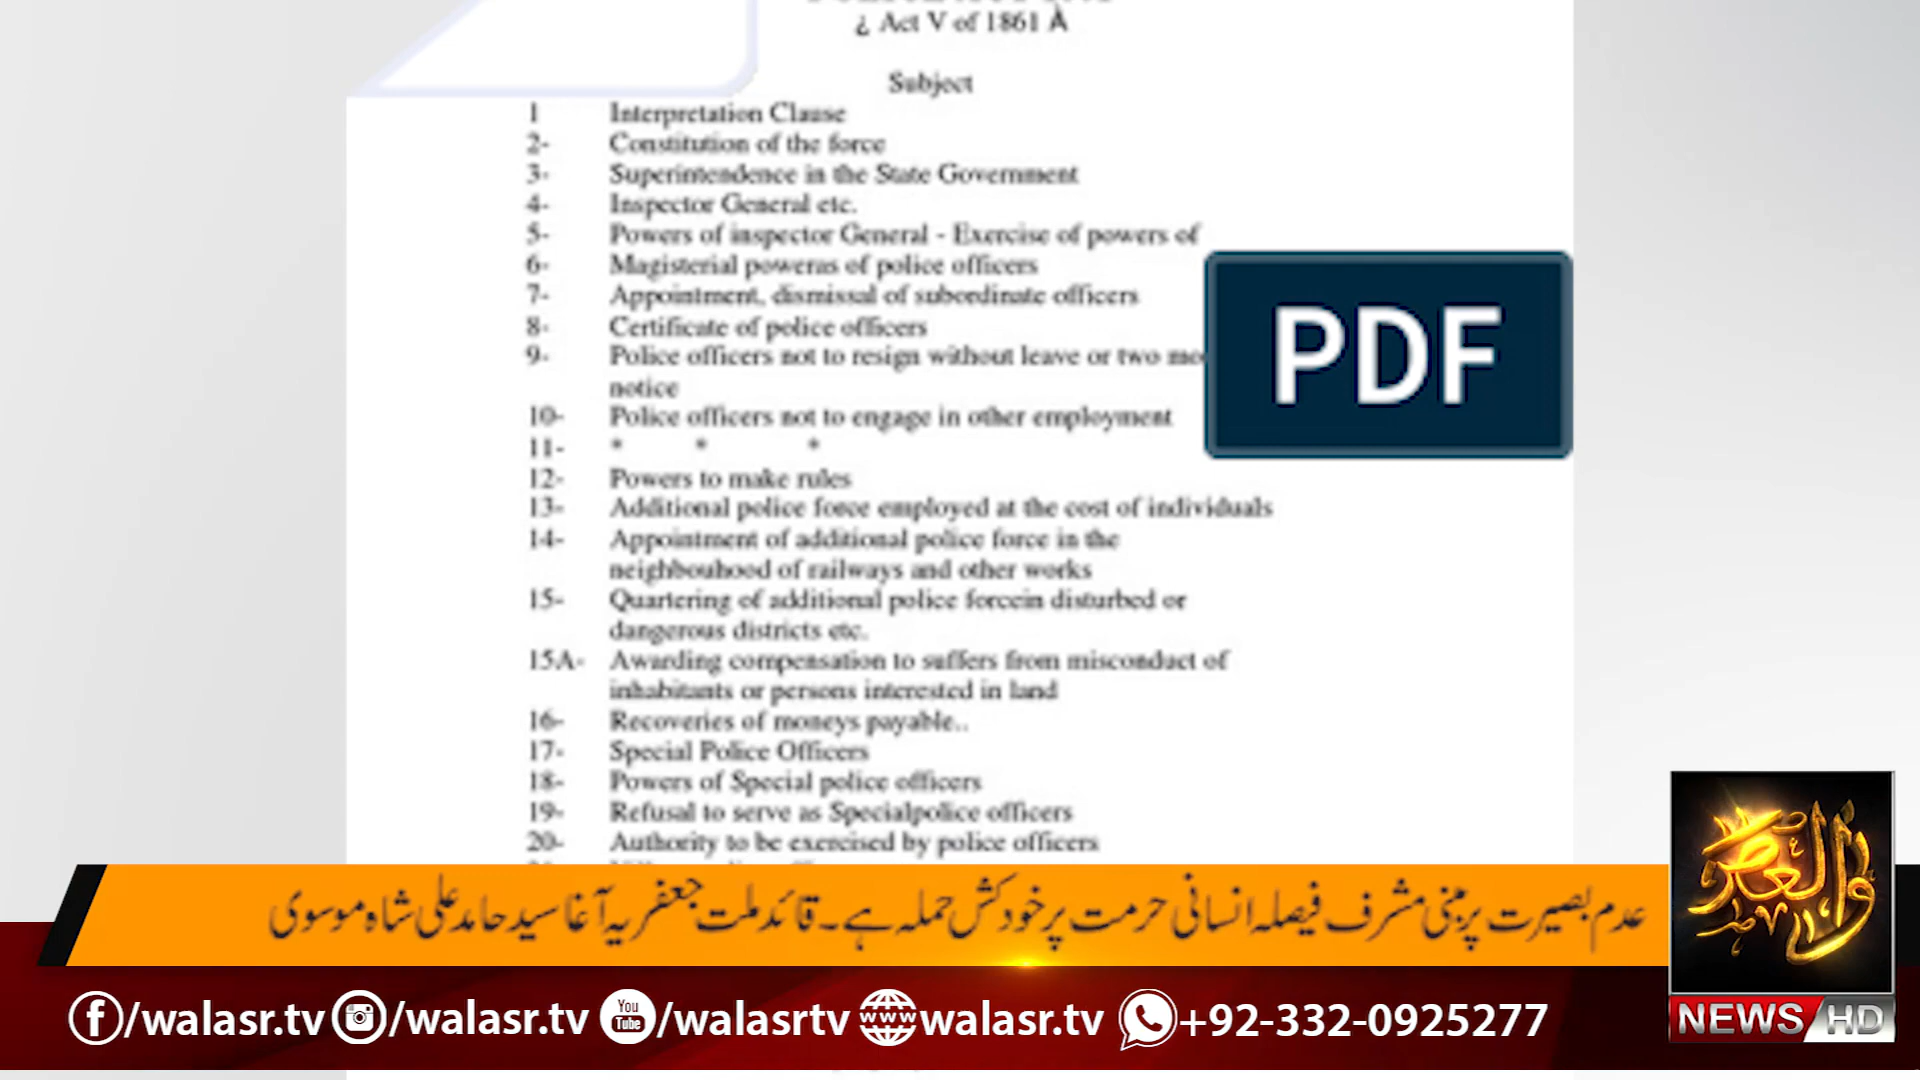 ¿ Act V of 1861 À
Subject
1 Interpretation Clause
2- Constitution of the force
3- Superintendence in the State Government
4- Inspector General etc.
5- Powers of inspector General - Exercise of powers of
6- Magisterial poweras of police officers
7- Appointment, dismissal of subordinate officers
8- Certificate of police officers
9- Police officers not to resign without leave or two mo
notice
10- Police officers not to engage in other employment
11- * * *
12- Powers to make rules
13- Additional police force employed at the cost of individuals
14- Appointment of additional police force in the
neighbouhood of railways and other works
15- Quartering of additional police forcein disturbed or
dangerous districts etc.
15A- Awarding compensation to suffers from misconduct of
inhabitants or persons interested in land
16- Recoveries of moneys payable..
17- Special Police Officers
18- Powers of Special police officers
19- Refusal to serve as Specialpolice officers
20- Authority to be exercised by police officers
PDF
عدم بصیرت پر مبنی مشرف فیصلہ انسانی حرمت پر خودکش حملہ ہے۔ قائد ملت جعفریہ آغا سید حامد علی شاہ موسوی
والعصر
NEWS HD
/walasr.tv /walasr.tv You Tube /walasrtv www walasr.tv +92-332-0925277